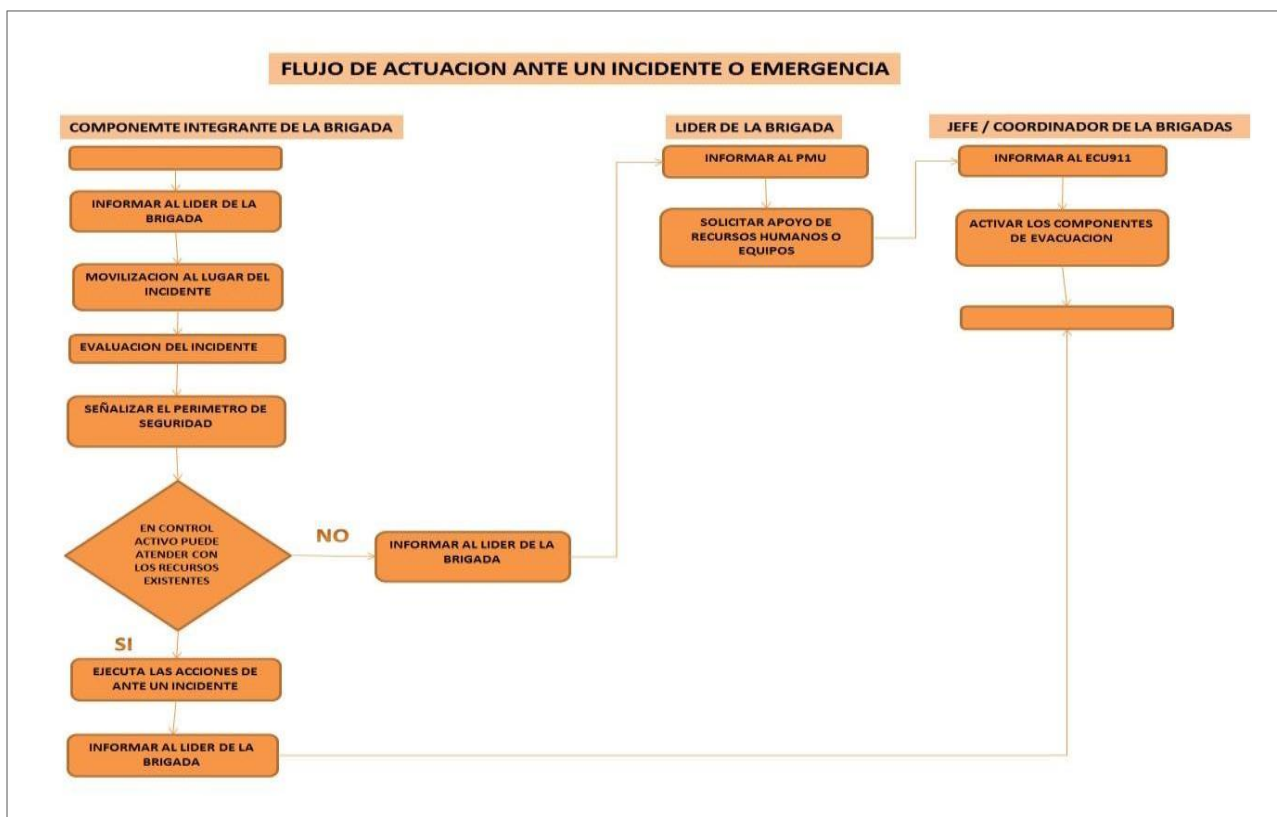 FLUJO DE ACTUACION ANTE UN INCIDENTE O EMERGENCIA
COMPONEMTE INTEGRANTE DE LA BRIGADA
INFORMAR AL LIDER DE LA
BRIGADA
MOVILIZACION AL LUGAR DEL
INCIDENTE
EVALUACION DEL INCIDENTE
SEÑALIZAR EL PERIMETRO DE
SEGURIDAD
EN CONTROL
ACTIVO PUEDE
ATENDER CON
LOS RECURSOS
EXISTENTES
NO
INFORMAR AL LIDER DE LA
BRIGADA
SI
EJECUTA LAS ACCIONES DE
ANTE UN INCIDENTE
INFORMAR AL LIDER DE LA
BRIGADA
LIDER DE LA BRIGADA
INFORMAR AL PMU
SOLICITAR APOYO DE
RECURSOS HUMANOS O
EQUIPOS
JEFE / COORDINADOR DE LA BRIGADAS
INFORMAR AL ECU911
ACTIVAR LOS COMPONENTES
DE EVACUACION